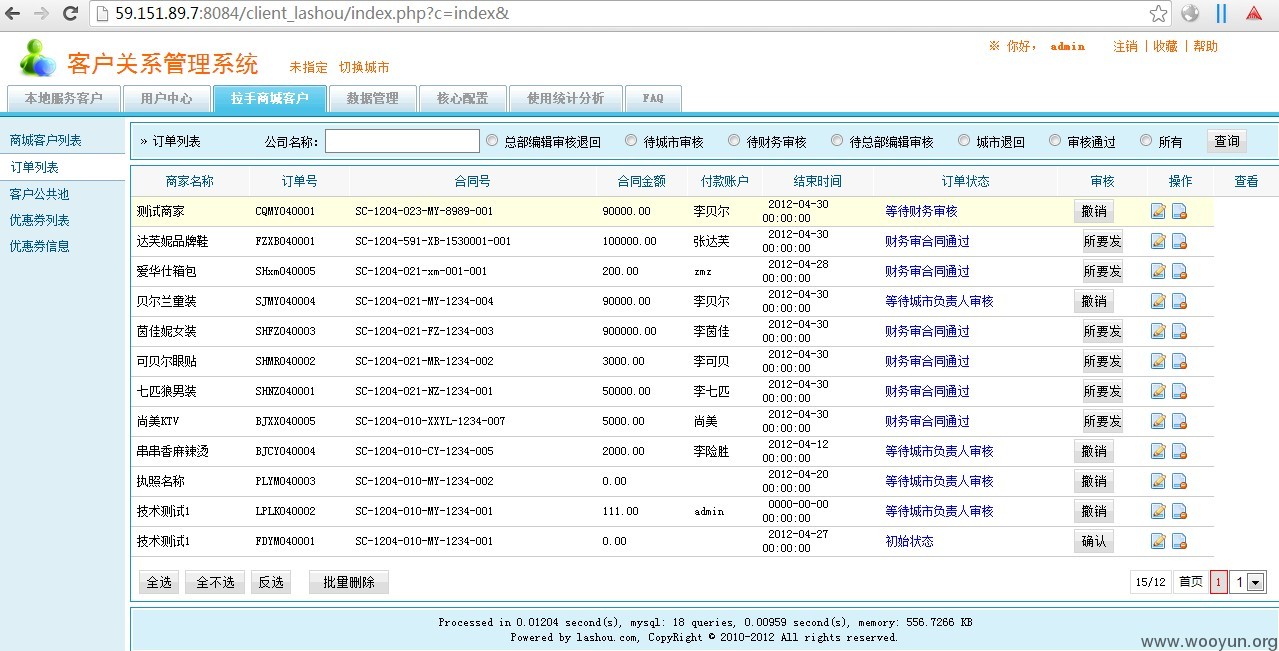 59.151.89.7:8084/client_lashou/index.php?c=index&
客户关系管理系统 未指定 切换城市 ※ 你好， admin 注销 | 收藏 | 帮助
本地服务客户 用户中心 拉手商城客户 数据管理 核心配置 使用统计分析 FAQ
商城客户列表
订单列表
客户公共池
优惠券列表
优惠券信息
» 订单列表 公司名称： 总部编辑审核退回 待城市审核 待财务审核 待总部编辑审核 城市退回 审核通过 所有 查询
商家名称 订单号 合同号 合同金额 付款账户 结束时间 订单状态 审核 操作 查看
测试商家 CQMY040001 SC-1204-023-MY-8989-001 90000.00 李贝尔 2012-04-30 00:00:00 等待财务审核 撤销
达芙妮品牌鞋 FZXB040001 SC-1204-591-XB-1530001-001 100000.00 张达芙 2012-04-30 00:00:00 财务审合同通过 所要发
爱华仕箱包 SHxm040005 SC-1204-021-xm-001-001 200.00 zmz 2012-04-28 00:00:00 财务审合同通过 所要发
贝尔兰童装 SJMY040004 SC-1204-021-MY-1234-004 90000.00 李贝尔 2012-04-30 00:00:00 等待城市负责人审核 撤销
茵佳妮女装 SHFZ040003 SC-1204-021-FZ-1234-003 900000.00 李茵佳 2012-04-30 00:00:00 财务审合同通过 所要发
可贝尔眼贴 SHMR040002 SC-1204-021-MR-1234-002 3000.00 李可贝 2012-04-30 00:00:00 财务审合同通过 所要发
七匹狼男装 SHNZ040001 SC-1204-021-NZ-1234-001 50000.00 李七匹 2012-04-30 00:00:00 财务审合同通过 所要发
尚美KTV BJXX040005 SC-1204-010-XXYL-1234-007 5000.00 尚美 2012-04-30 00:00:00 财务审合同通过 所要发
串串香麻辣烫 BJCY040004 SC-1204-010-CY-1234-005 2000.00 李险胜 2012-04-12 00:00:00 等待城市负责人审核 撤销
执照名称 PLYM040003 SC-1204-010-MY-1234-302 0.00 2012-04-20 00:00:00 等待城市负责人审核 撤销
技术测试1 LPLK040002 SC-1204-010-MY-1234-001 111.00 admin 0000-00-00 00:00:00 等待城市负责人审核 撤销
技术测试1 FDYM040001 SC-1204-010-MY-1234-001 0.00 2012-04-27 00:00:00 初始状态 确认
全选 全不选 反选 批量删除 15/12 首页 1 1
Processed in 0.01204 second(s), mysql: 18 queries, 0.00959 second(s), memory: 556.7266 KB
Powered by lashou.com, CopyRight © 2010-2012 All rights reserved.
www.wooyun.org